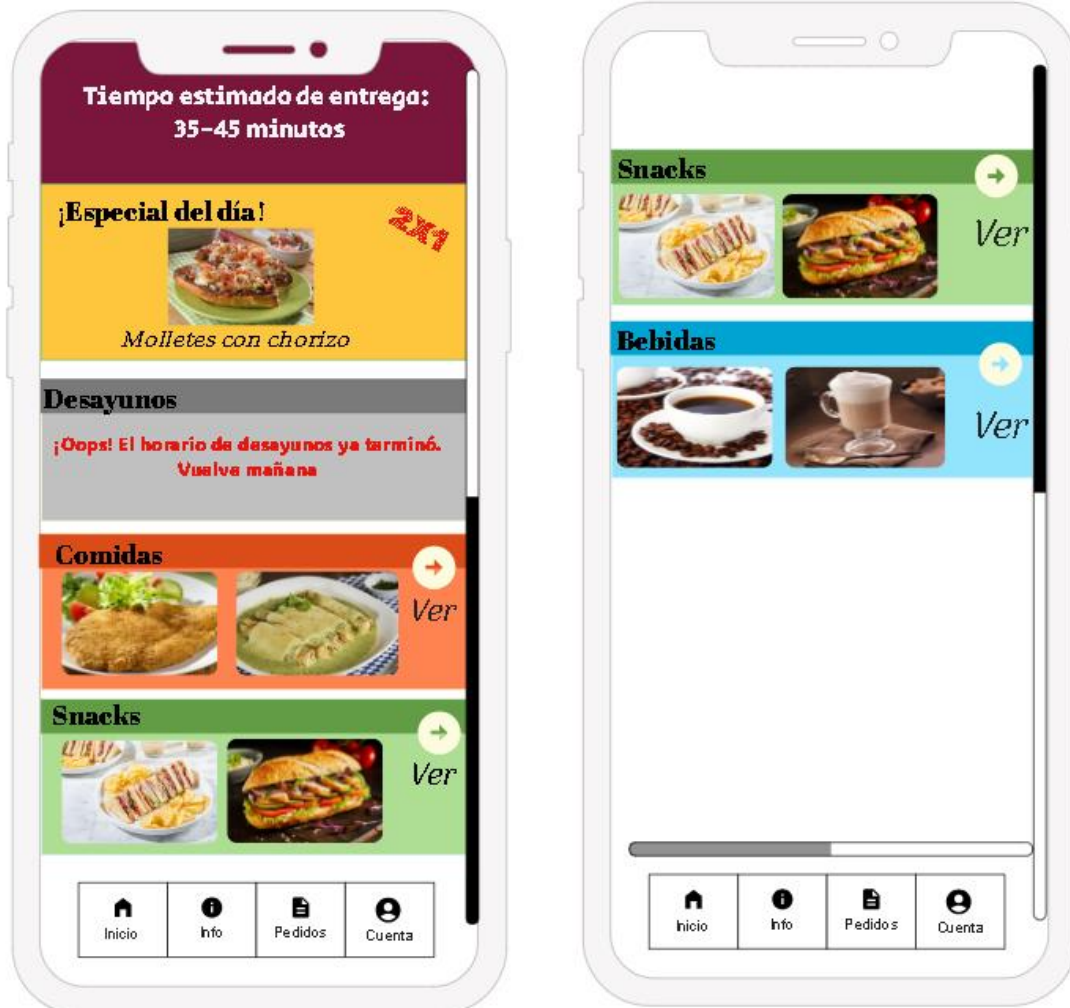 Tiempo estimado de entrega:
35-45 minutos
¡Especial del día!
2X1
Molletes con chorizo
Desayunos
¡Oops! El horario de desayunos ya terminó.
Vuelve mañana
Comidas
Ver
Snacks
Ver
Inicio
Info
Pedidos
Cuenta
Snacks
Ver
Bebidas
Ver
Inicio
Info
Pedidos
Cuenta